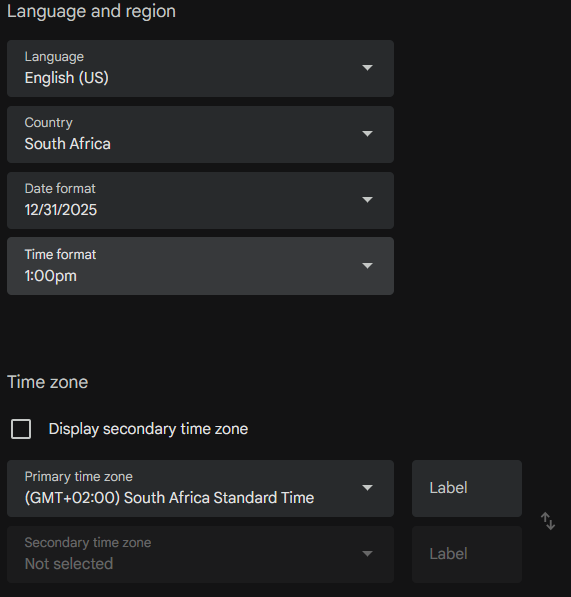 Language and region
Language
English (US)
Country
South Africa
Date format
12/31/2025
Time format
1:00pm
Time zone
Display secondary time zone
Primary time zone
(GMT+02:00) South Africa Standard Time
Label
Secondary time zone
Not selected
Label